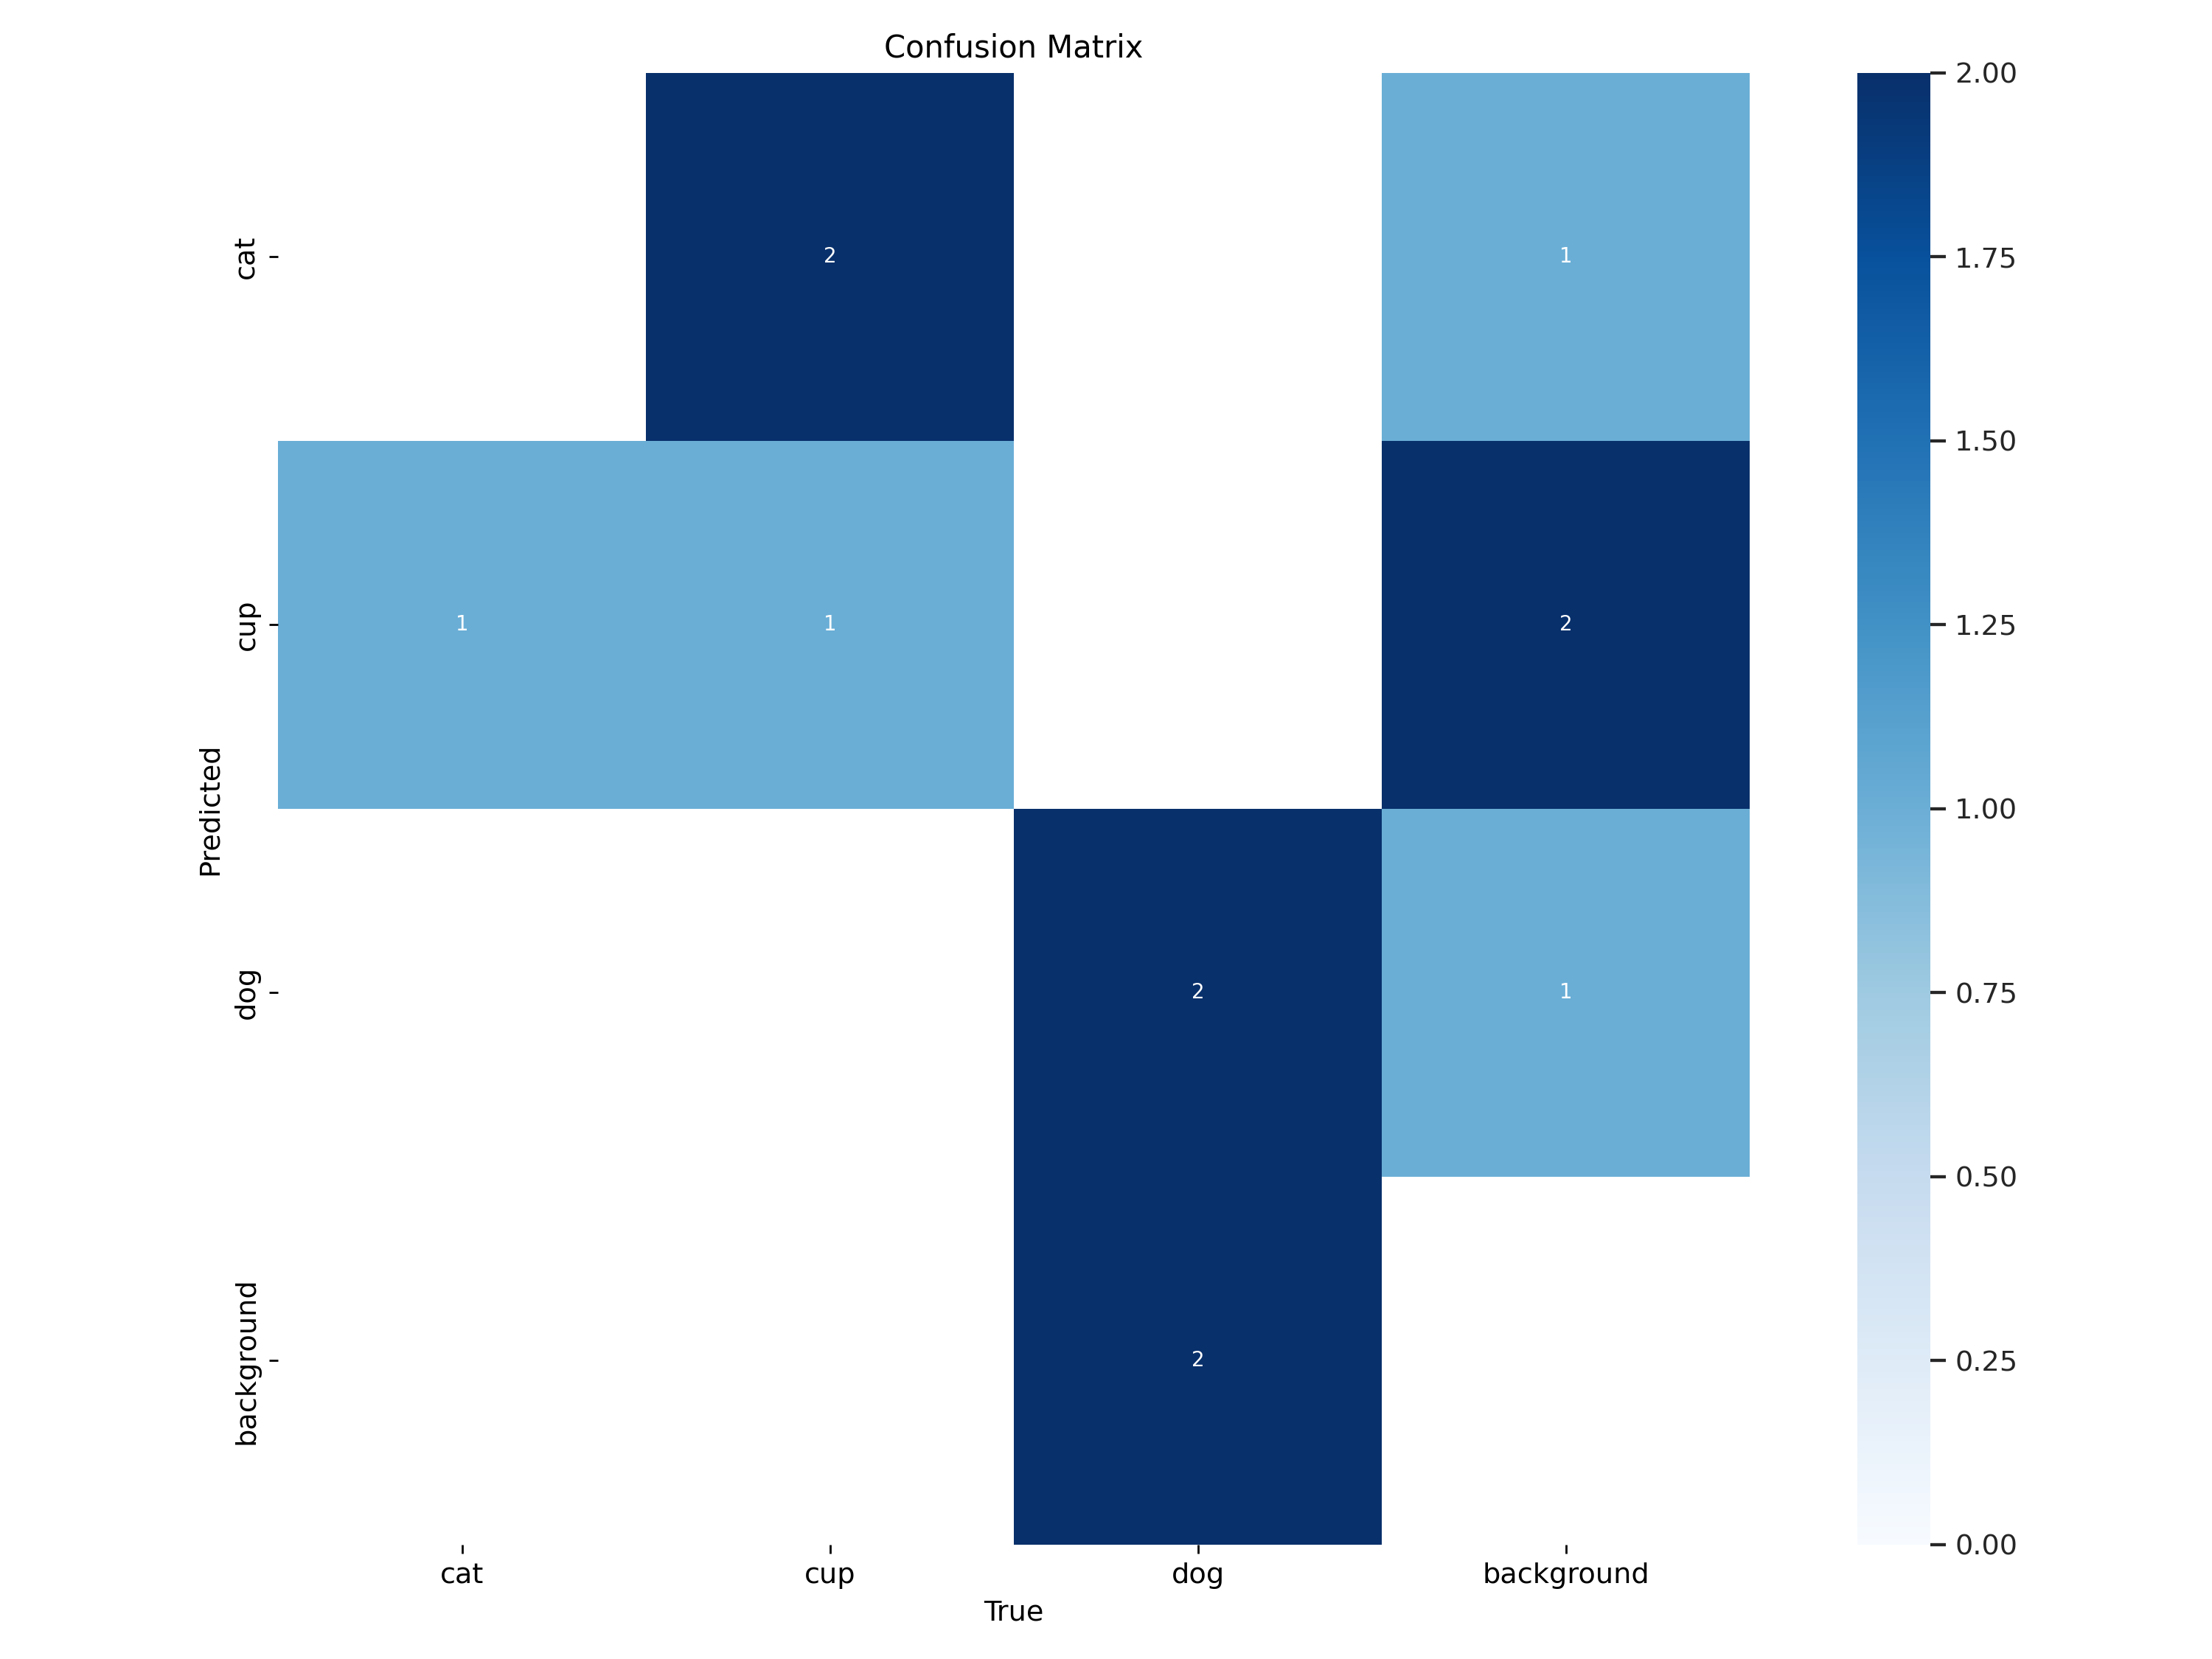 Confusion Matrix
cat
cup
dog
background
Predicted
2
1
1
1
2
2
1
2
cat
cup
dog
background
True
2.00
1.75
1.50
1.25
1.00
0.75
0.50
0.25
0.00